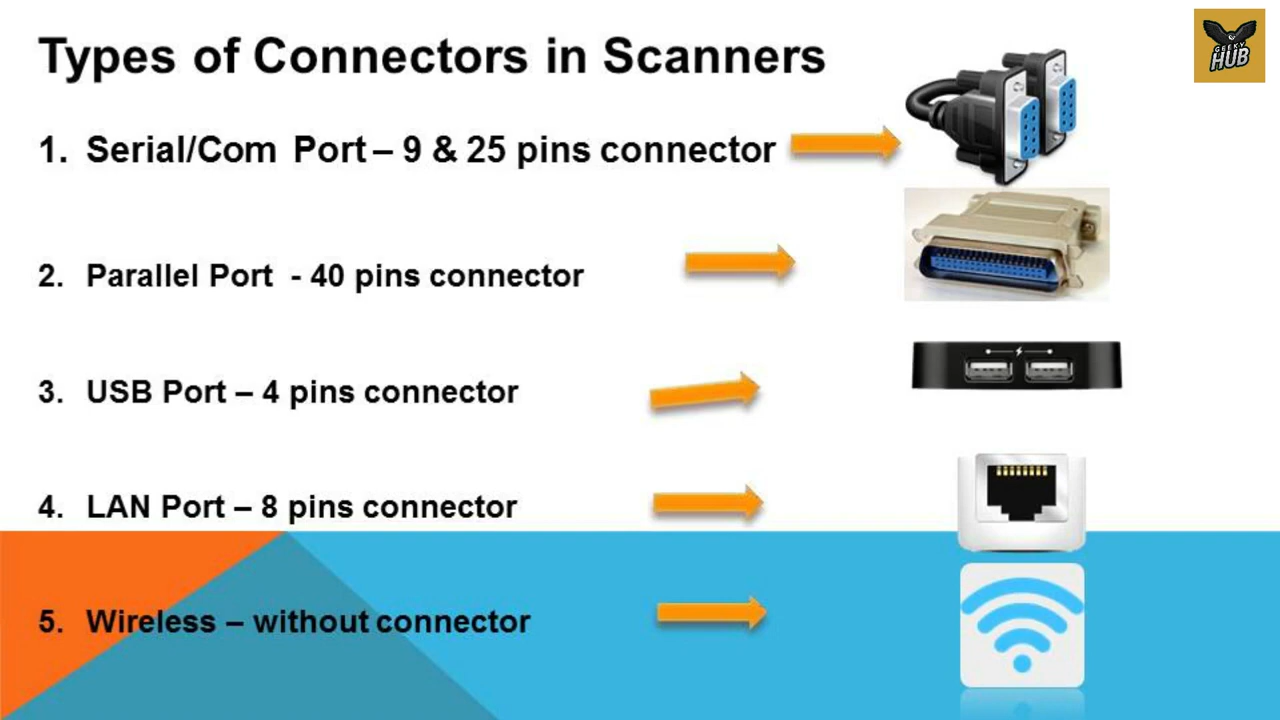 Types of Connectors in Scanners
GEEKY
HUB
1. Serial/Com Port – 9 & 25 pins connector
2. Parallel Port - 40 pins connector
3. USB Port – 4 pins connector
4. LAN Port – 8 pins connector
5. Wireless – without connector